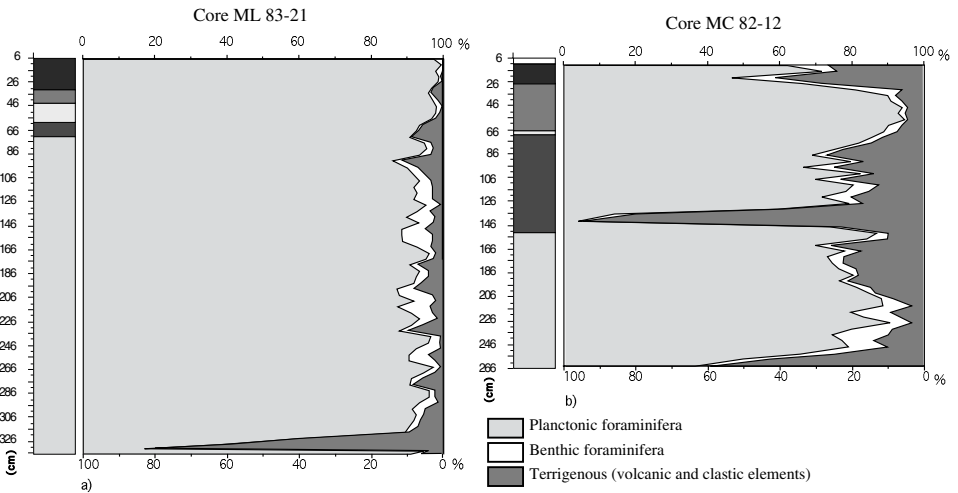 Core ML 83-21
Core MC 82-12
0 20 40 60 80 100 %
0 20 40 60 80 100 %
6
26
46
66
86
106
126
146
166
186
206
226
246
266
286
306
326
(cm)
6
26
46
66
86
106
126
146
166
186
206
226
246
266
(cm)
100 80 60 40 20 0 %
100 80 60 40 20 0 %
a)
b)
Planctonic foraminifera
Benthic foraminifera
Terrigenous (volcanic and clastic elements)